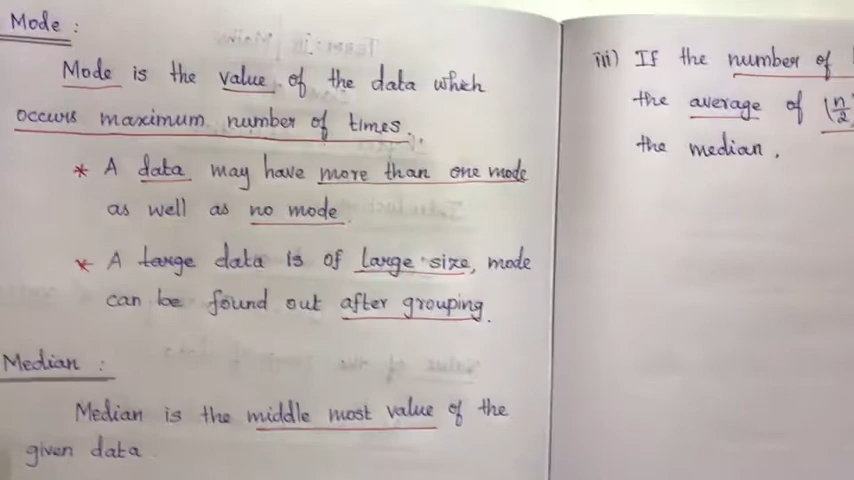 Mode :
Mode is the value of the data which
occurs maximum number of times.
* A data may have more than one mode
as well as no mode.
* A large data is of large size, mode
can be found out after grouping.
Median :
Median is the middle most value of the
given data
iii) If the number of
the average of (n/2)
the median.